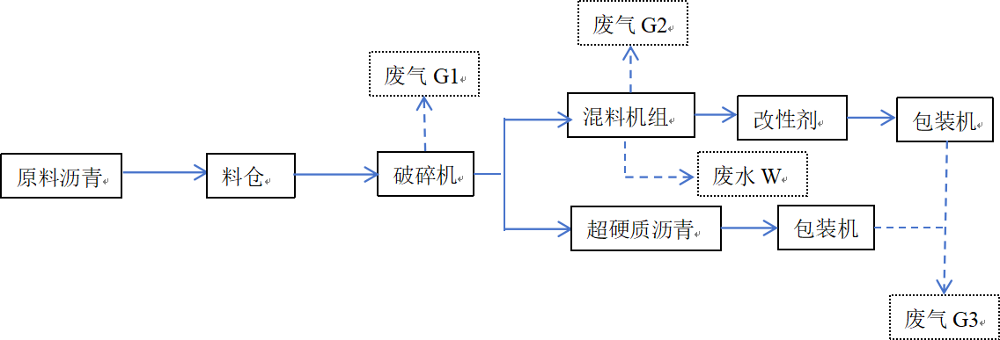 废气 G2
废气 G1
混料机组
改性剂
包装机
原料沥青
料仓
破碎机
废水 W
超硬质沥青
包装机
废气 G3